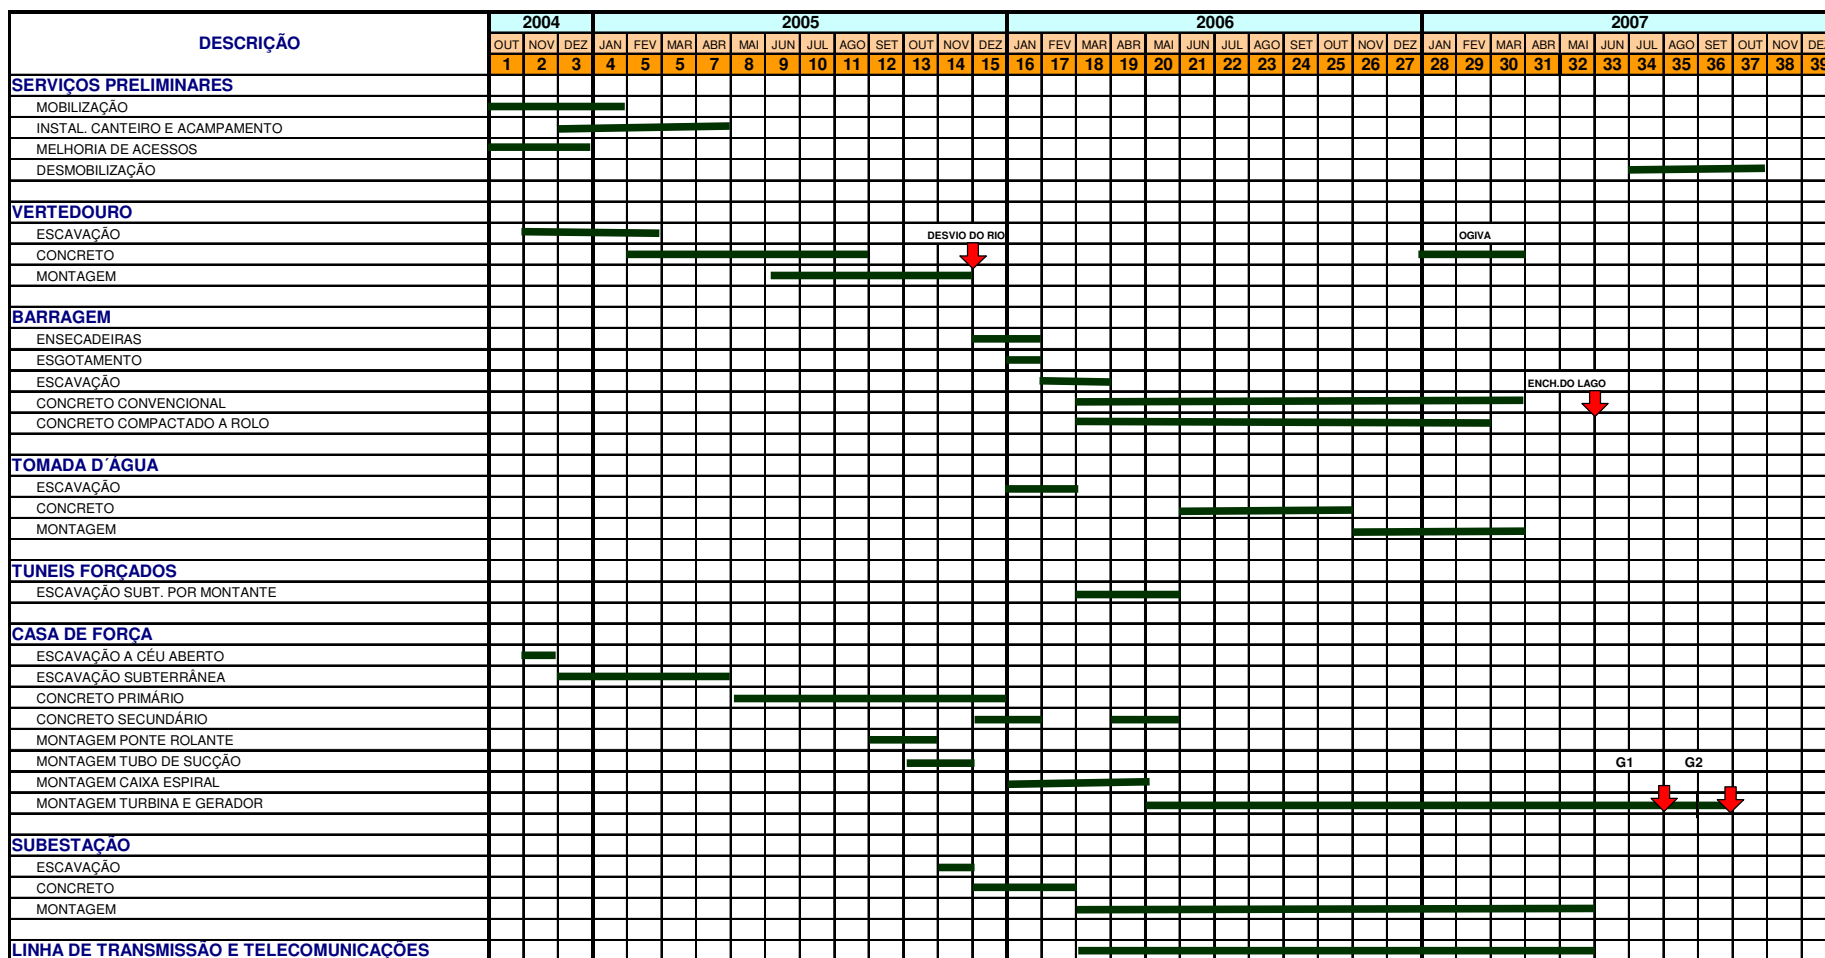 2004 2005 2006 2007
DESCRIÇÃO
OUT NOV DEZ JAN FEV MAR ABR MAI JUN JUL AGO SET OUT NOV DEZ JAN FEV MAR ABR MAI JUN JUL AGO SET OUT NOV DEZ JAN FEV MAR ABR MAI JUN JUL AGO SET OUT NOV DEZ
1 2 3 4 5 5 7 8 9 10 11 12 13 14 15 16 17 18 19 20 21 22 23 24 25 26 27 28 29 30 31 32 33 34 35 36 37 38 39
SERVIÇOS PRELIMINARES
MOBILIZAÇÃO
INSTAL. CANTEIRO E ACAMPAMENTO
MELHORIA DE ACESSOS
DESMOBILIZAÇÃO
VERTEDOURO
ESCAVAÇÃO DESVIO DO RIO OGIVA
CONCRETO
MONTAGEM
BARRAGEM
ENSECADEIRAS
ESGOTAMENTO
ESCAVAÇÃO ENCH.DO LAGO
CONCRETO CONVENCIONAL
CONCRETO COMPACTADO A ROLO
TOMADA D´ÁGUA
ESCAVAÇÃO
CONCRETO
MONTAGEM
TUNEIS FORÇADOS
ESCAVAÇÃO SUBT. POR MONTANTE
CASA DE FORÇA
ESCAVAÇÃO A CÉU ABERTO
ESCAVAÇÃO SUBTERRÂNEA
CONCRETO PRIMÁRIO
CONCRETO SECUNDÁRIO
MONTAGEM PONTE ROLANTE
MONTAGEM TUBO DE SUCÇÃO G1 G2
MONTAGEM CAIXA ESPIRAL
MONTAGEM TURBINA E GERADOR
SUBESTAÇÃO
ESCAVAÇÃO
CONCRETO
MONTAGEM
LINHA DE TRANSMISSÃO E TELECOMUNICAÇÕES